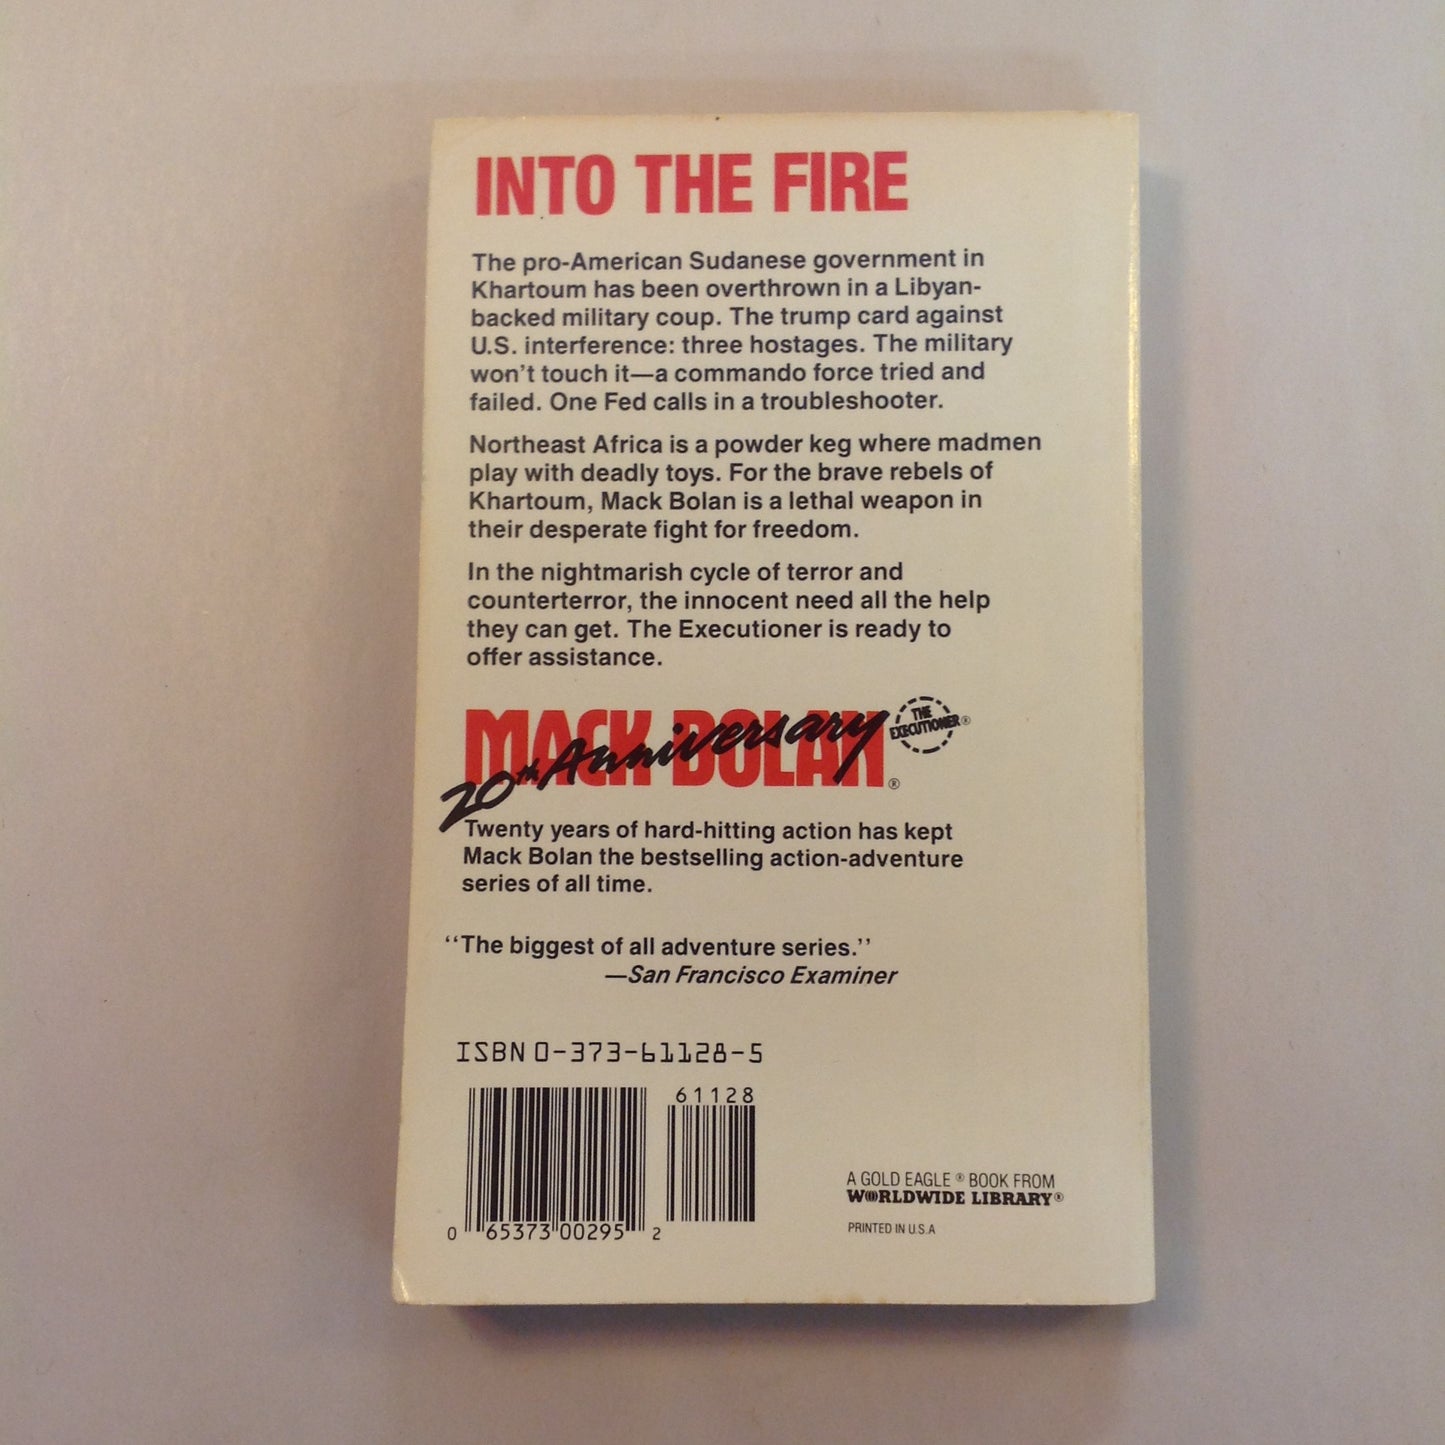 INTO THE FIRE
The pro-American Sudanese government in
Khartoum has been overthrown in a Libyan-
backed military coup. The trump card against
U.S. interference: three hostages. The military
won't touch it—a commando force tried and
failed. One Fed calls in a troubleshooter.
Northeast Africa is a powder keg where madmen
play with deadly toys. For the brave rebels of
Khartoum, Mack Bolan is a lethal weapon in
their desperate fight for freedom.
In the nightmarish cycle of terror and
counterterror, the innocent need all the help
they can get. The Executioner is ready to
offer assistance.
MACK BOLAN®
THE
EXECUTIONER®
20th Anniversary
Twenty years of hard-hitting action has kept
Mack Bolan the bestselling action-adventure
series of all time.
‘‘The biggest of all adventure series.’’
—San Francisco Examiner
ISBN 0-373-61128-5
61128
0 65373 00295 2
A GOLD EAGLE® BOOK FROM
WORLDWIDE LIBRARY®
PRINTED IN U.S.A